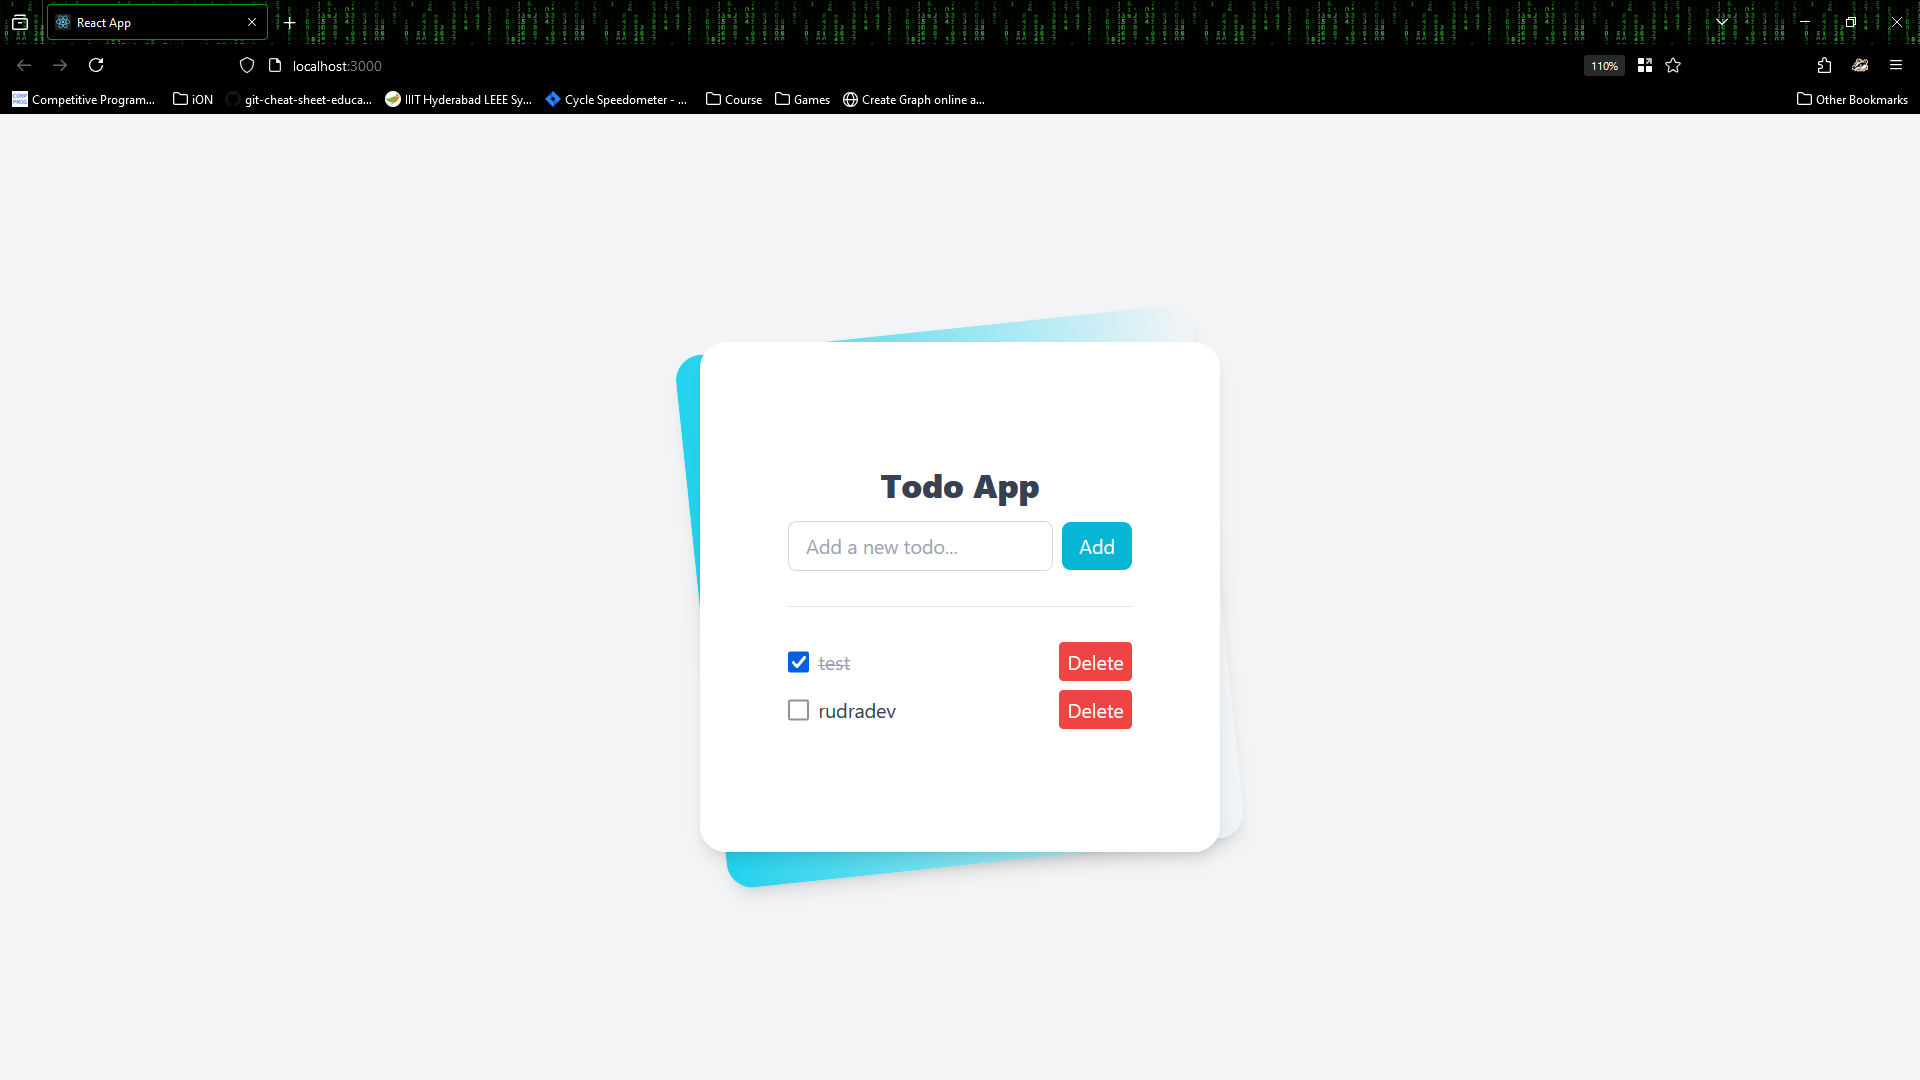 React App
localhost:3000
110%
Competitive Program...
iON
git-cheat-sheet-educa...
IIIT Hyderabad LEEE Sy...
Cycle Speedometer - ...
Course
Games
Create Graph online a...
Other Bookmarks
Todo App
Add a new todo...
Add
test
Delete
rudradev
Delete